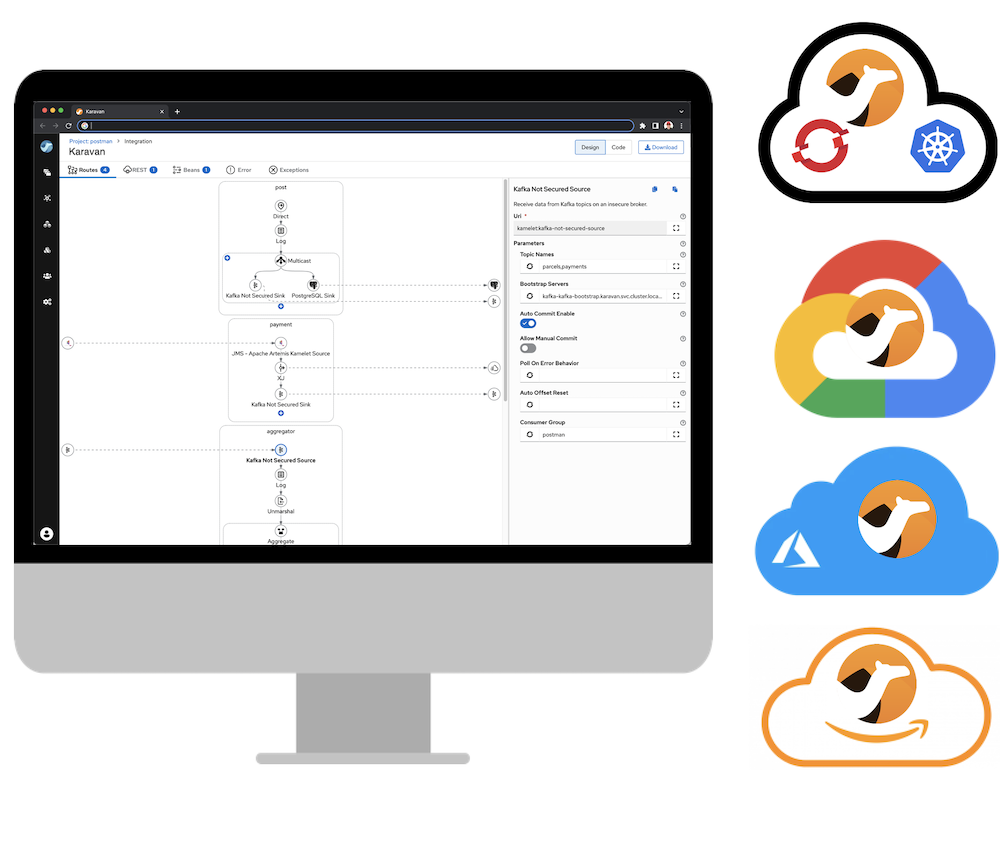 Karavan
Project: postman > Integration
Karavan
Design Code Download
Routes 4 REST 1 Beans 1 Error Exceptions
post
Direct
Log
Multicast
Kafka Not Secured Sink PostgreSQL Sink
payment
JMS - Apache Artemis Kamelet Source
XJ
Kafka Not Secured Sink
aggregator
Kafka Not Secured Source
Log
Unmarshal
Aggregate
Kafka Not Secured Source
Receive data from Kafka topics on an insecure broker.
Uri *
kamelet:kafka-not-secured-source
Parameters
Topic Names
parcels,payments
Bootstrap Servers
kafka-kafka-bootstrap.karavan.svc.cluster.loca...
Auto Commit Enable
Allow Manual Commit
Poll On Error Behavior
Auto Offset Reset
Consumer Group
postman